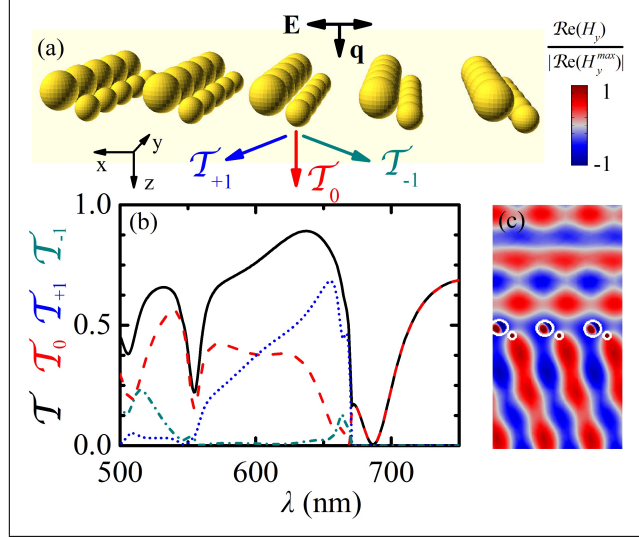 (a)
E
q
ℛe(H_y)
|ℛe(H_y^max)|
1
-1
x
y
z
𝒯_+1
𝒯_0
𝒯_-1
(b)
(c)
𝒯 𝒯_0 𝒯_+1 𝒯_-1
1.0
0.5
0.0
500
600
700
λ (nm)